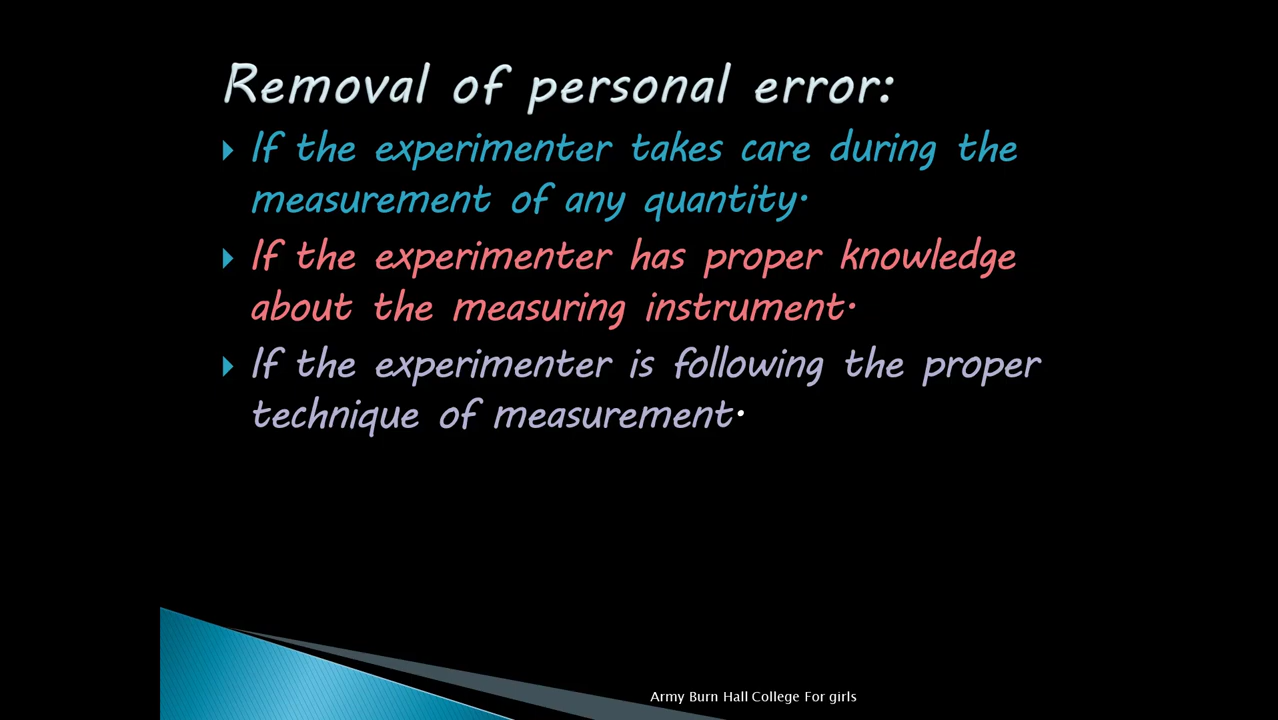 Removal of personal error:
If the experimenter takes care during the
measurement of any quantity.
If the experimenter has proper knowledge
about the measuring instrument.
If the experimenter is following the proper
technique of measurement.
Army Burn Hall College For girls